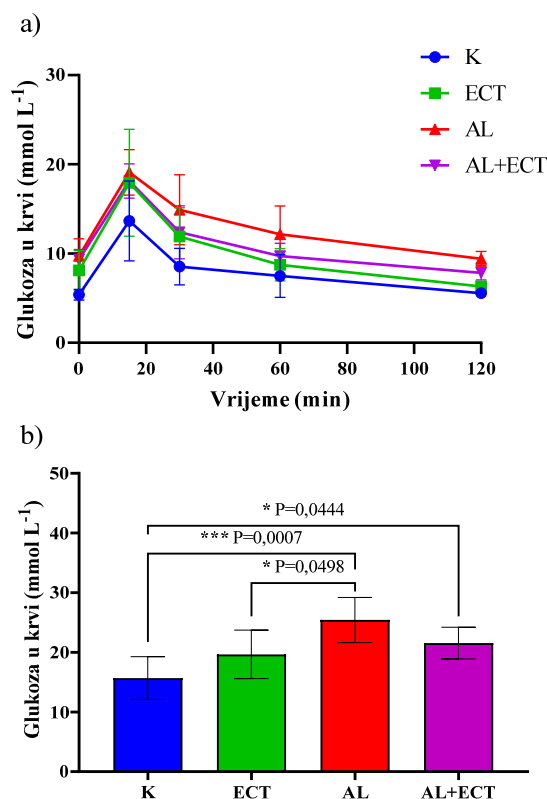 a)
K
ECT
AL
AL+ECT
Glukoza u krvi (mmol L⁻¹)
30
20
10
0
0 20 40 60 80 100 120
Vrijeme (min)
b)
Glukoza u krvi (mmol L⁻¹)
50
40
30
20
10
0
* P=0,0444
*** P=0,0007
* P=0,0498
K ECT AL AL+ECT